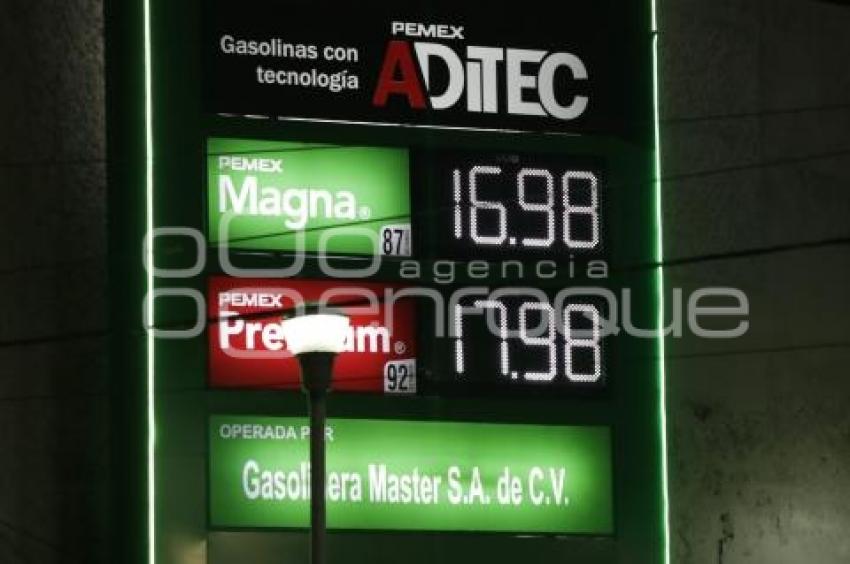 PEMEX
Gasolinas con
tecnología
ADiTEC
PEMEX
Magna®
87
16.98
agencia
enfoque
PEMEX
Premium®
92
17.98
OPERADA POR
Gasolinera Master S.A. de C.V.